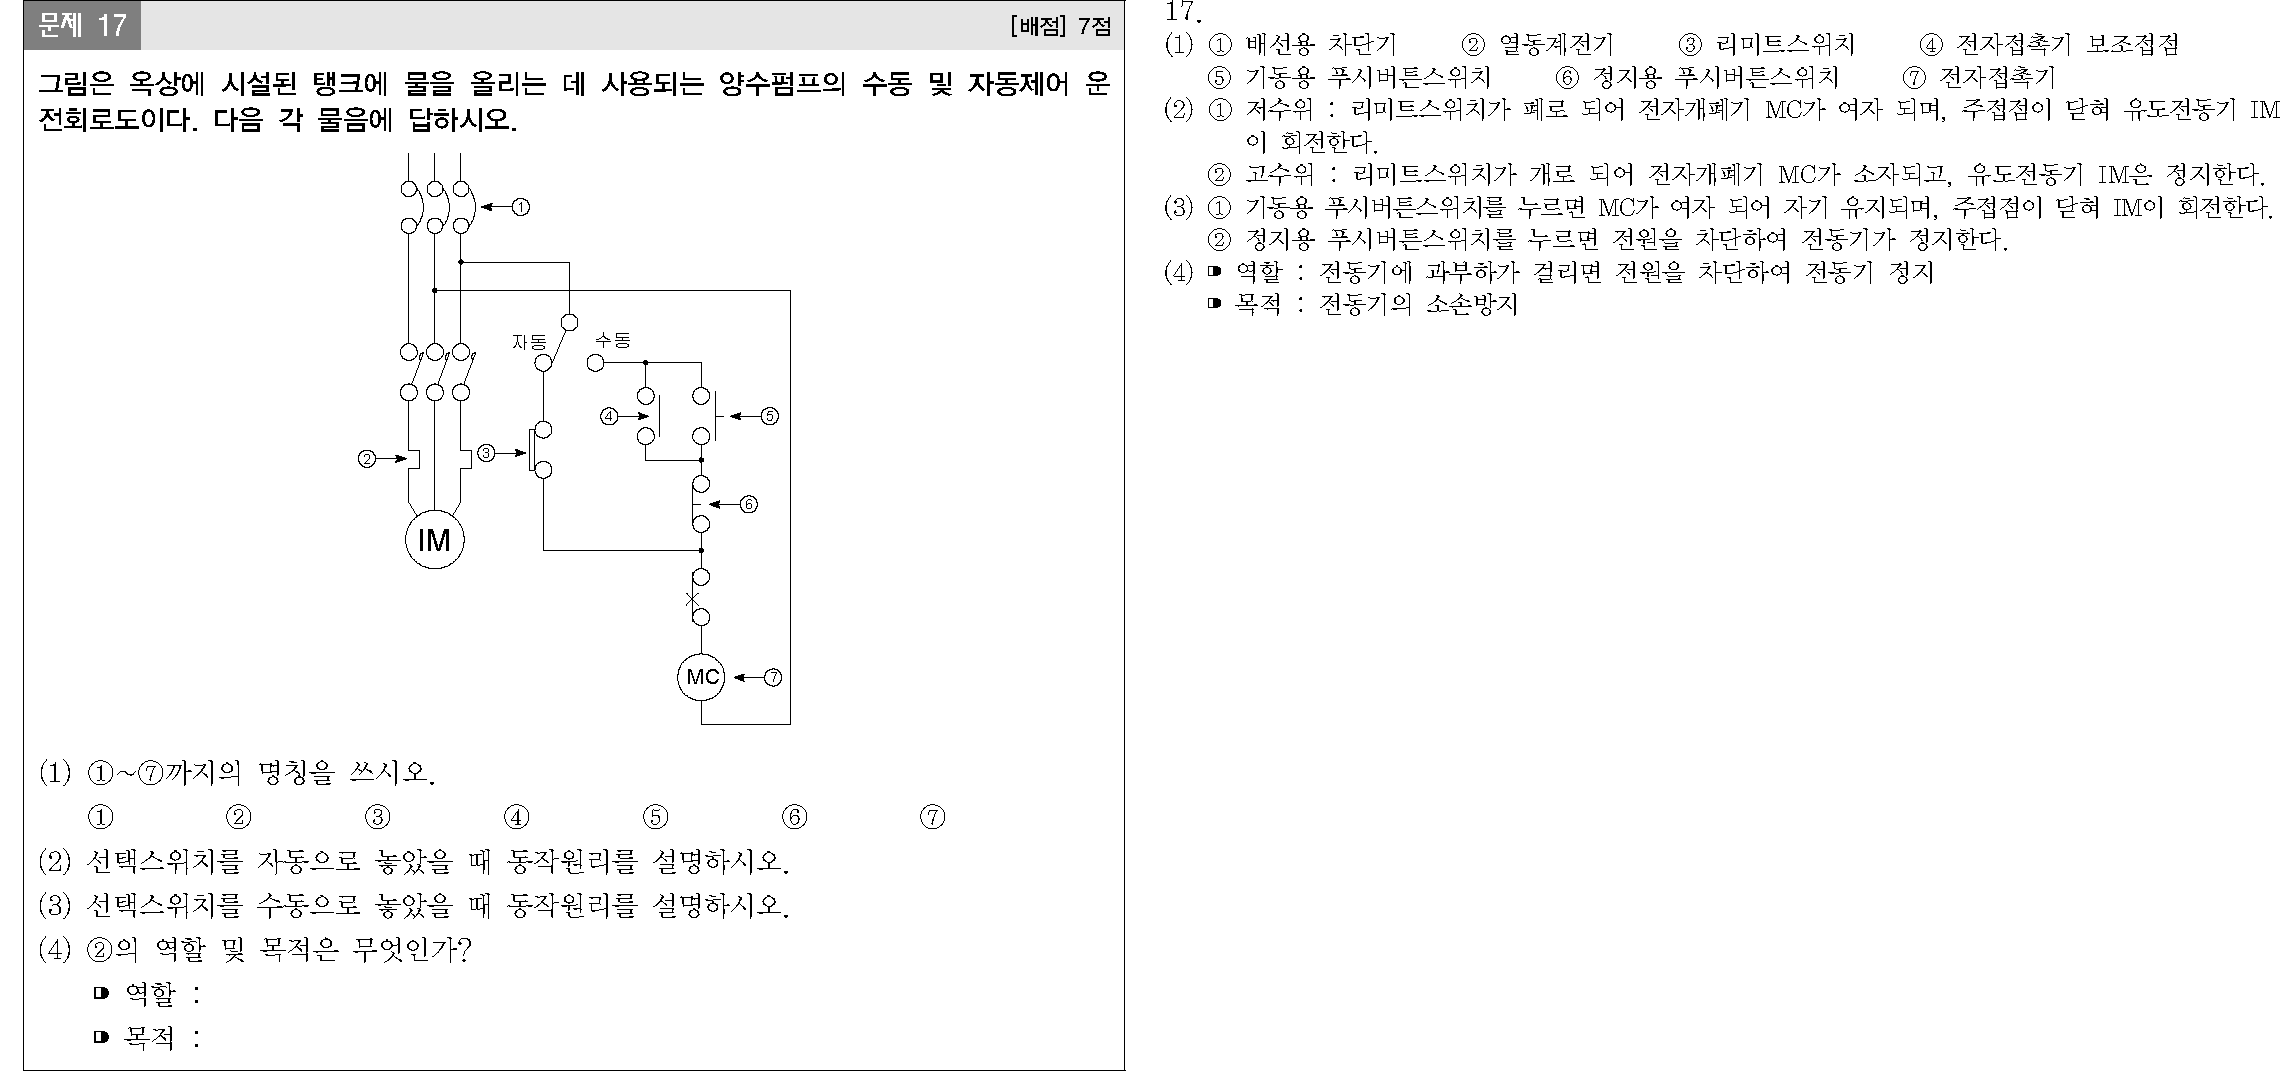 문제 17
[배점] 7점
그림은 옥상에 시설된 탱크에 물을 올리는 데 사용되는 양수펌프의 수동 및 자동제어 운
전회로도이다. 다음 각 물음에 답하시오.
①
자동
수동
④
⑤
②
③
⑥
IM
MC
⑦
(1) ①~⑦까지의 명칭을 쓰시오.
① ② ③ ④ ⑤ ⑥ ⑦
(2) 선택스위치를 자동으로 놓았을 때 동작원리를 설명하시오.
(3) 선택스위치를 수동으로 놓았을 때 동작원리를 설명하시오.
(4) ②의 역할 및 목적은 무엇인가?
역할 :
목적 :
17.
(1) ① 배선용 차단기 ② 열동계전기 ③ 리미트스위치 ④ 전자접촉기 보조접점
⑤ 기동용 푸시버튼스위치 ⑥ 정지용 푸시버튼스위치 ⑦ 전자접촉기
(2) ① 저수위 : 리미트스위치가 폐로 되어 전자개폐기 MC가 여자 되며, 주접점이 닫혀 유도전동기 IM
이 회전한다.
② 고수위 : 리미트스위치가 개로 되어 전자개폐기 MC가 소자되고, 유도전동기 IM은 정지한다.
(3) ① 기동용 푸시버튼스위치를 누르면 MC가 여자 되어 자기 유지되며, 주접점이 닫혀 IM이 회전한다.
② 정지용 푸시버튼스위치를 누르면 전원을 차단하여 전동기가 정지한다.
(4) 역할 : 전동기에 과부하가 걸리면 전원을 차단하여 전동기 정지
목적 : 전동기의 소손방지